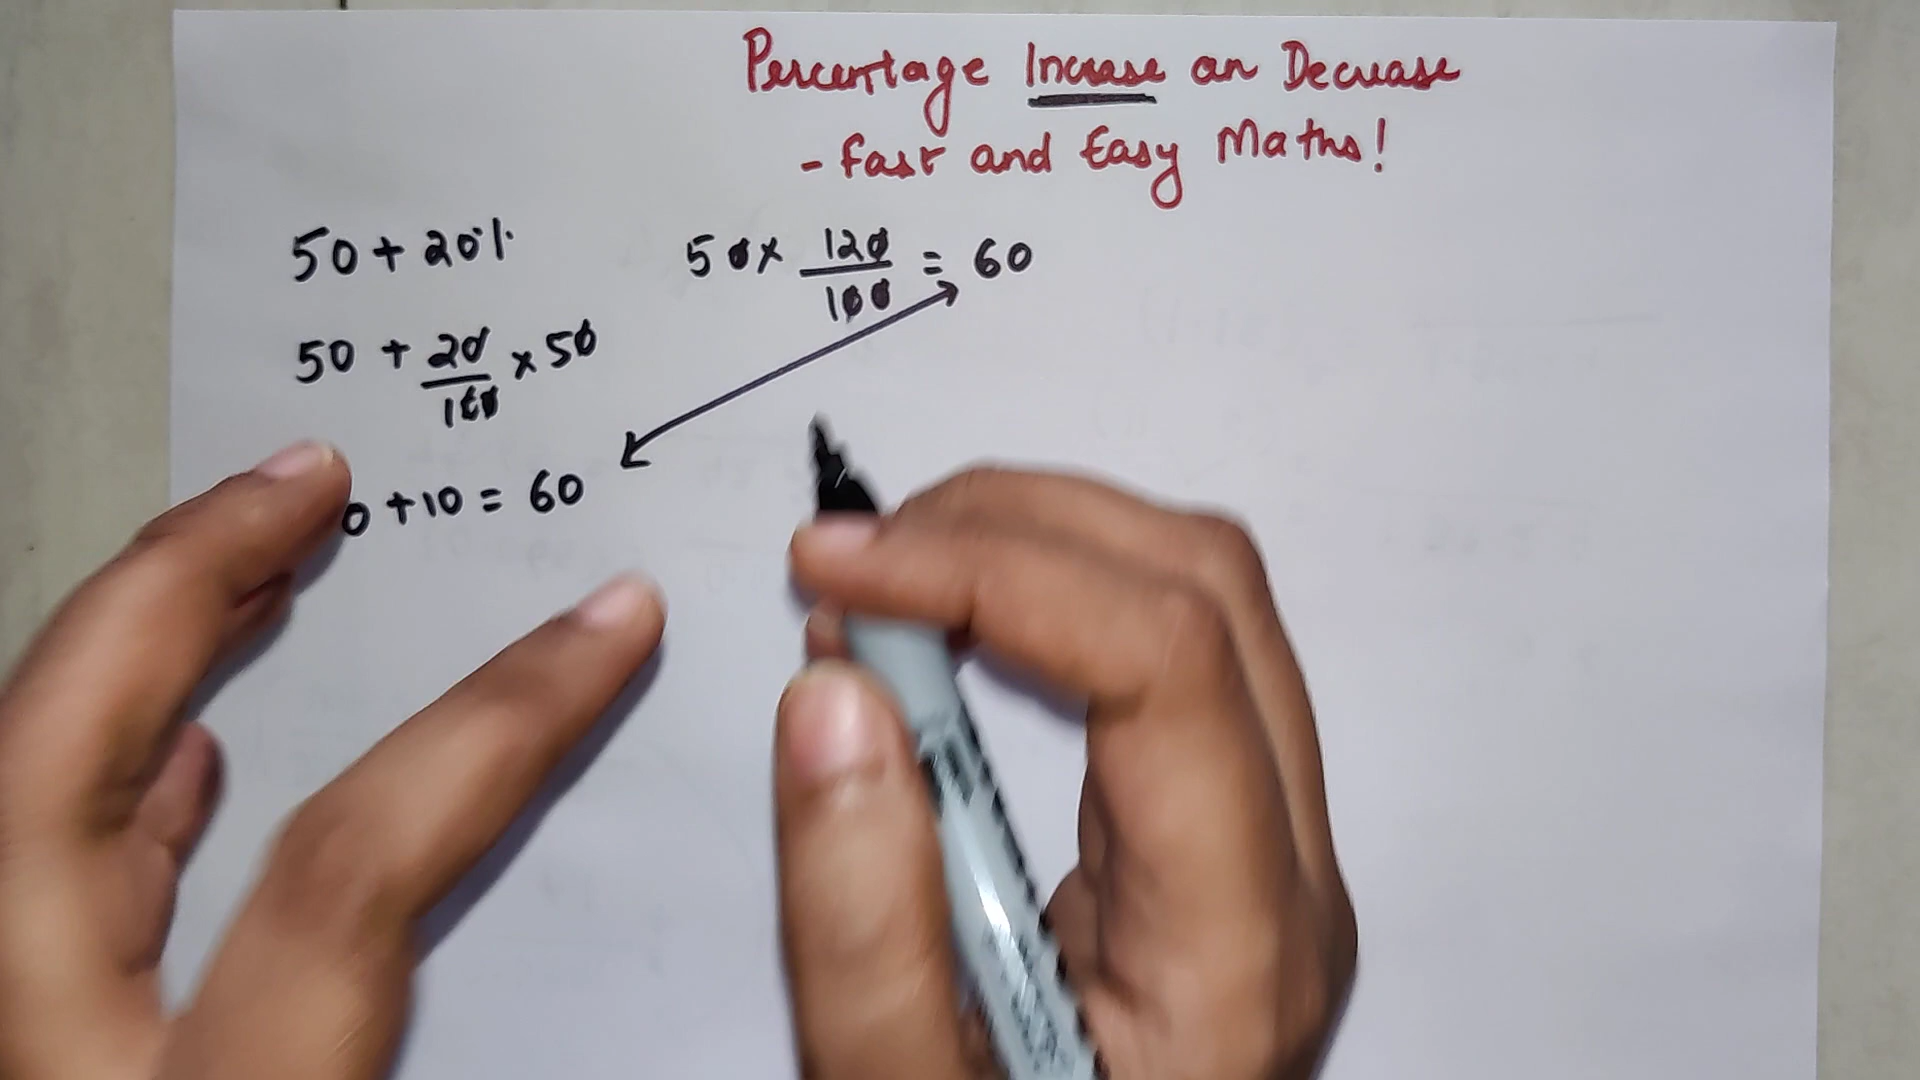 Percentage Increase an Decrease
- Fast and Easy Maths!
50 + 20%
50 + 20/100 × 50
0 + 10 = 60
50 × 120/100 = 60